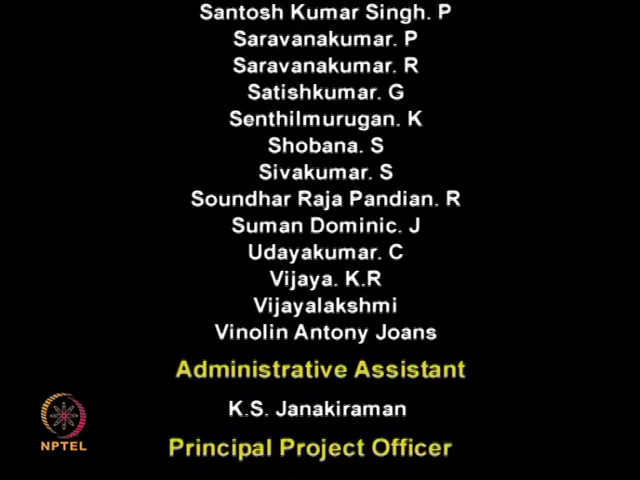 Santosh Kumar Singh. P
Saravanakumar. P
Saravanakumar. R
Satishkumar. G
Senthilmurugan. K
Shobana. S
Sivakumar. S
Soundhar Raja Pandian. R
Suman Dominic. J
Udayakumar. C
Vijaya. K.R
Vijayalakshmi
Vinolin Antony Joans
Administrative Assistant
K.S. Janakiraman
Principal Project Officer
NPTEL